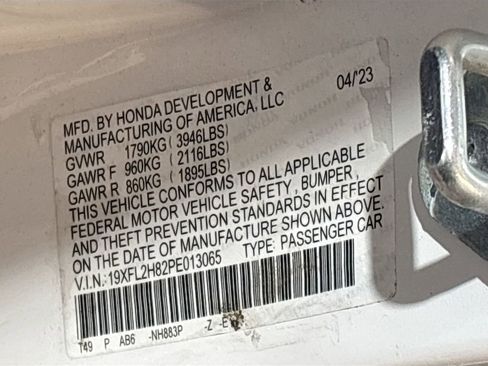 04/'23
MFD. BY HONDA DEVELOPMENT &
MANUFACTURING OF AMERICA, LLC
GVWR 1790KG ( 3946LBS)
GAWR F 960KG ( 2116LBS)
GAWR R 860KG ( 1895LBS)
THIS VEHICLE CONFORMS TO ALL APPLICABLE
FEDERAL MOTOR VEHICLE SAFETY , BUMPER,
AND THEFT PREVENTION STANDARDS IN EFFECT
ON THE DATE OF MANUFACTURE SHOWN ABOVE.
V.I.N.: 19XFL2H82PE013065 TYPE: PASSENGER CAR
T49 P AB6 -NH883P -Z -E